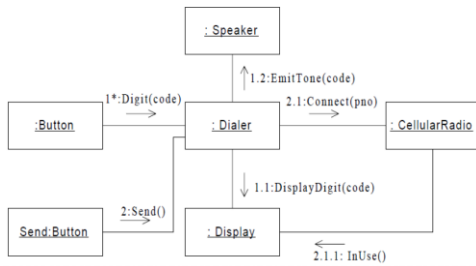 : Speaker
1.2:EmitTone(code)
1*:Digit(code)
2.1:Connect(pno)
:Button
: Dialer
: CellularRadio
1.1:DisplayDigit(code)
2:Send()
Send:Button
: Display
2.1.1: InUse()